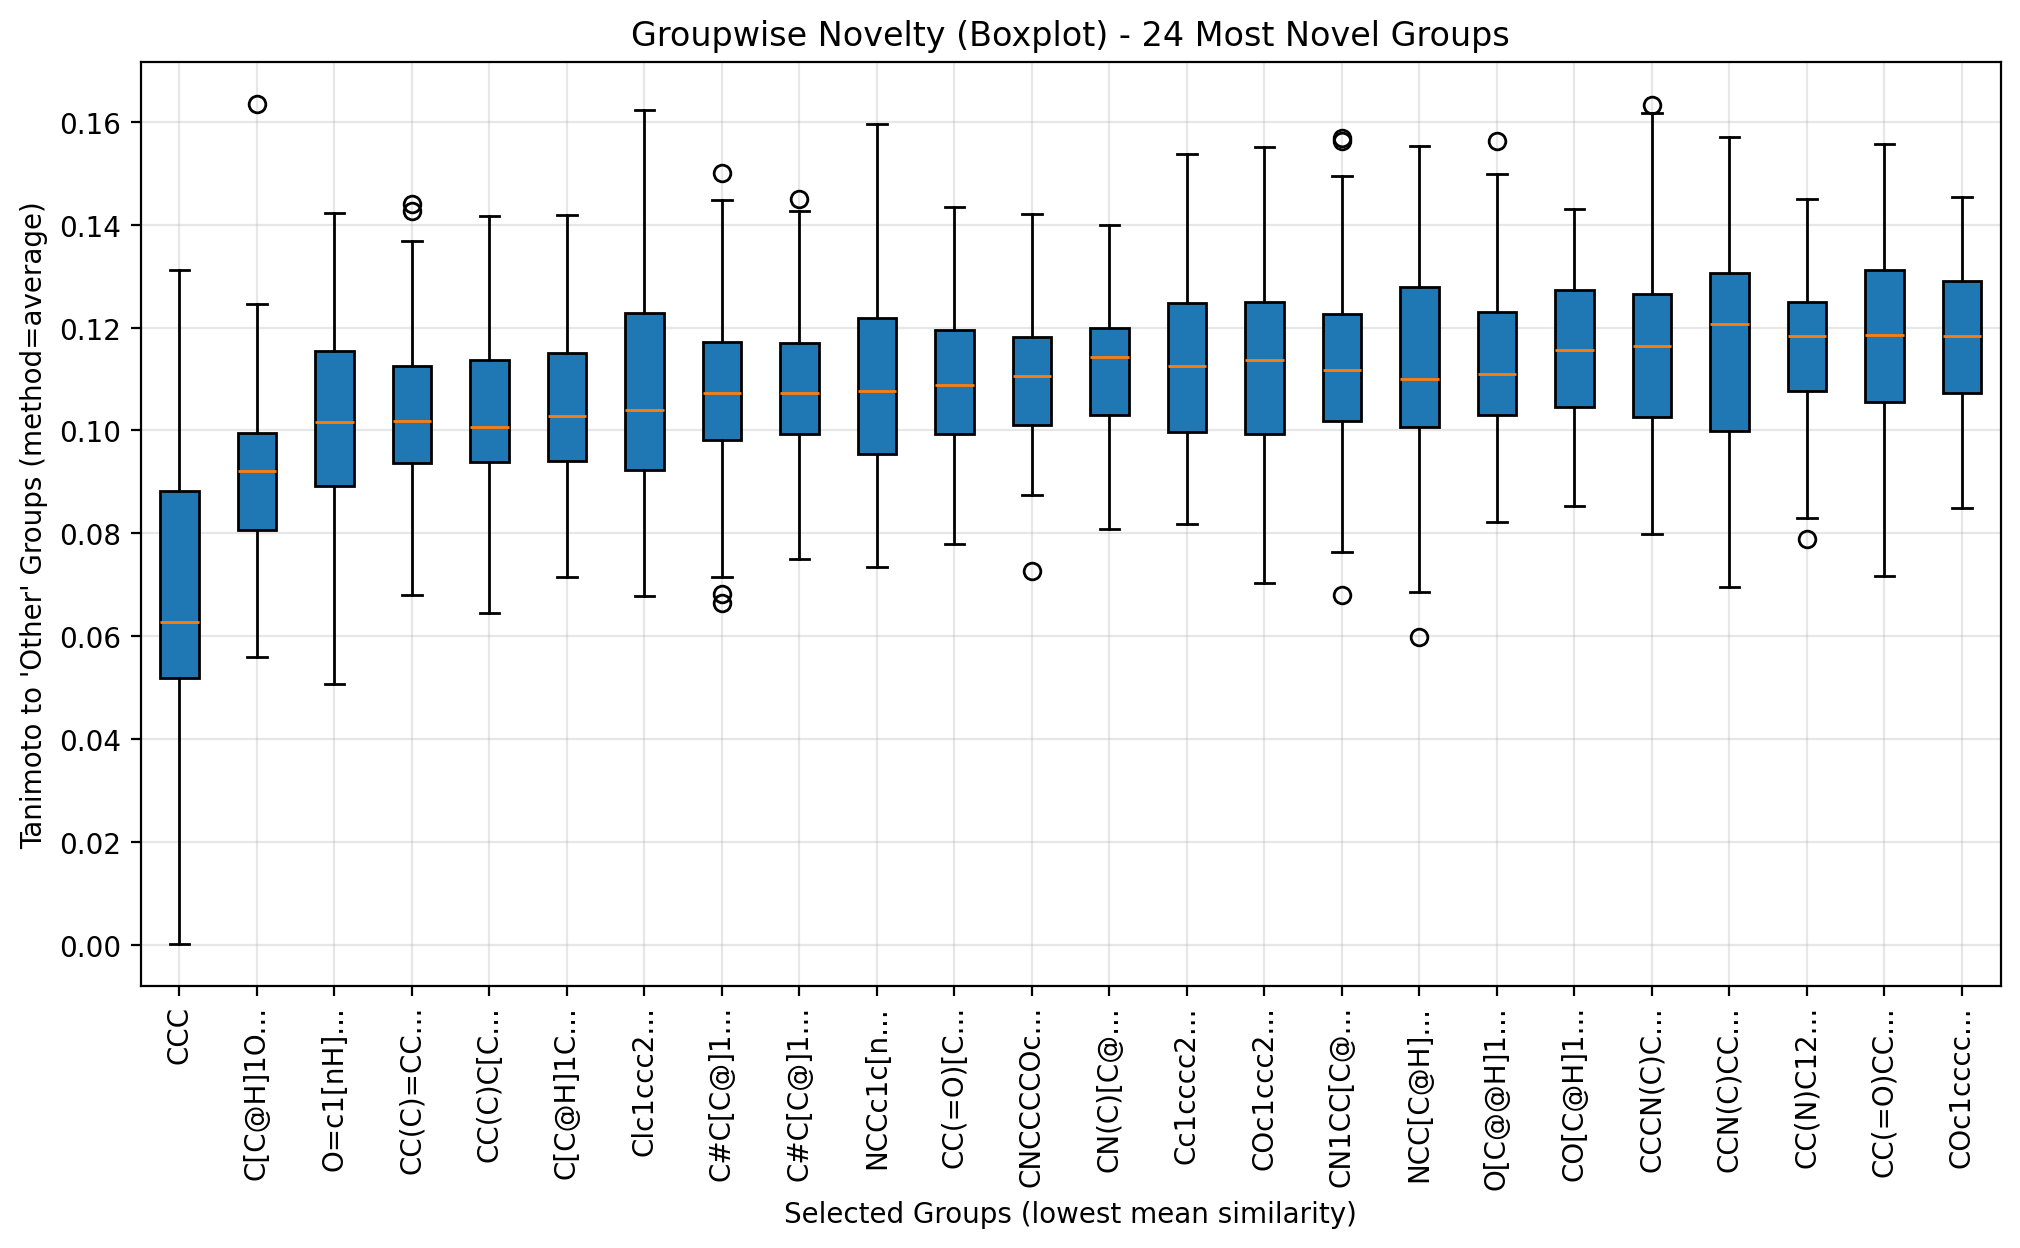 Groupwise Novelty (Boxplot) - 24 Most Novel Groups
Tanimoto to 'Other' Groups (method=average)
0.16
0.14
0.12
0.10
0.08
0.06
0.04
0.02
0.00
CCC
C[C@H]1O...
O=c1[nH]...
CC(C)=CC...
CC(C)C[C...
C[C@H]1C...
Clc1ccc2...
C#C[C@]1...
C#C[C@]1...
NCCc1c[n...
CC(=O)[C...
CNCCCCOc...
CN(C)[C@...
Cc1cccc2...
COc1ccc2...
CN1CC[C@...
NCC[C@H]...
O[C@@H]1...
CO[C@H]1...
CCCN(C)C...
CCN(C)CC...
CC(N)C12...
CC(=O)CC...
COc1cccc...
Selected Groups (lowest mean similarity)